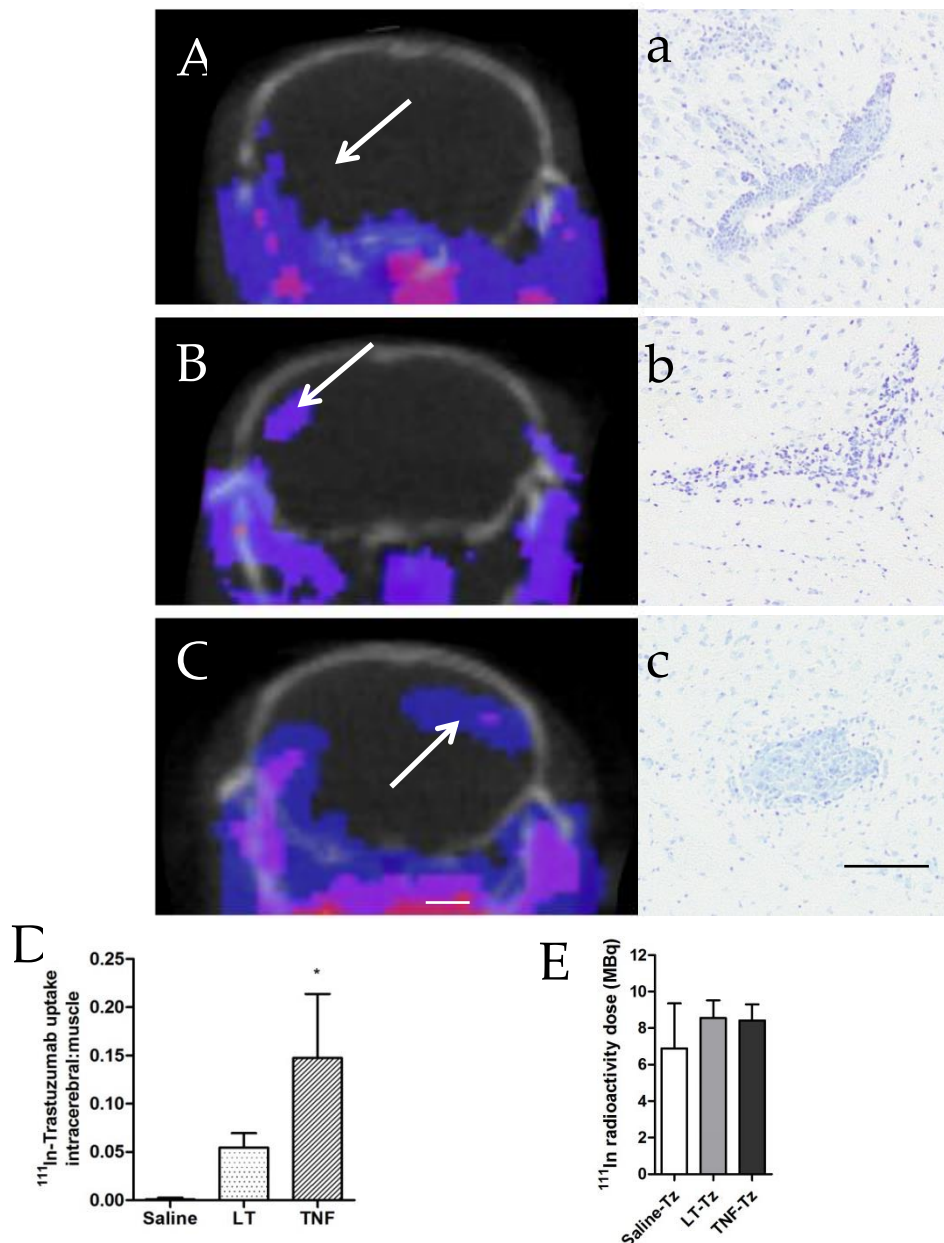 A
a
B
b
C
c
D
0.25
0.20
0.15
0.10
0.05
0.00
¹¹¹In-Trastuzumab uptake
intracerebral:muscle
*
Saline
LT
TNF
E
12
10
8
6
4
2
0
¹¹¹In radioactivity dose (MBq)
Saline-Tz
LT-Tz
TNF-Tz